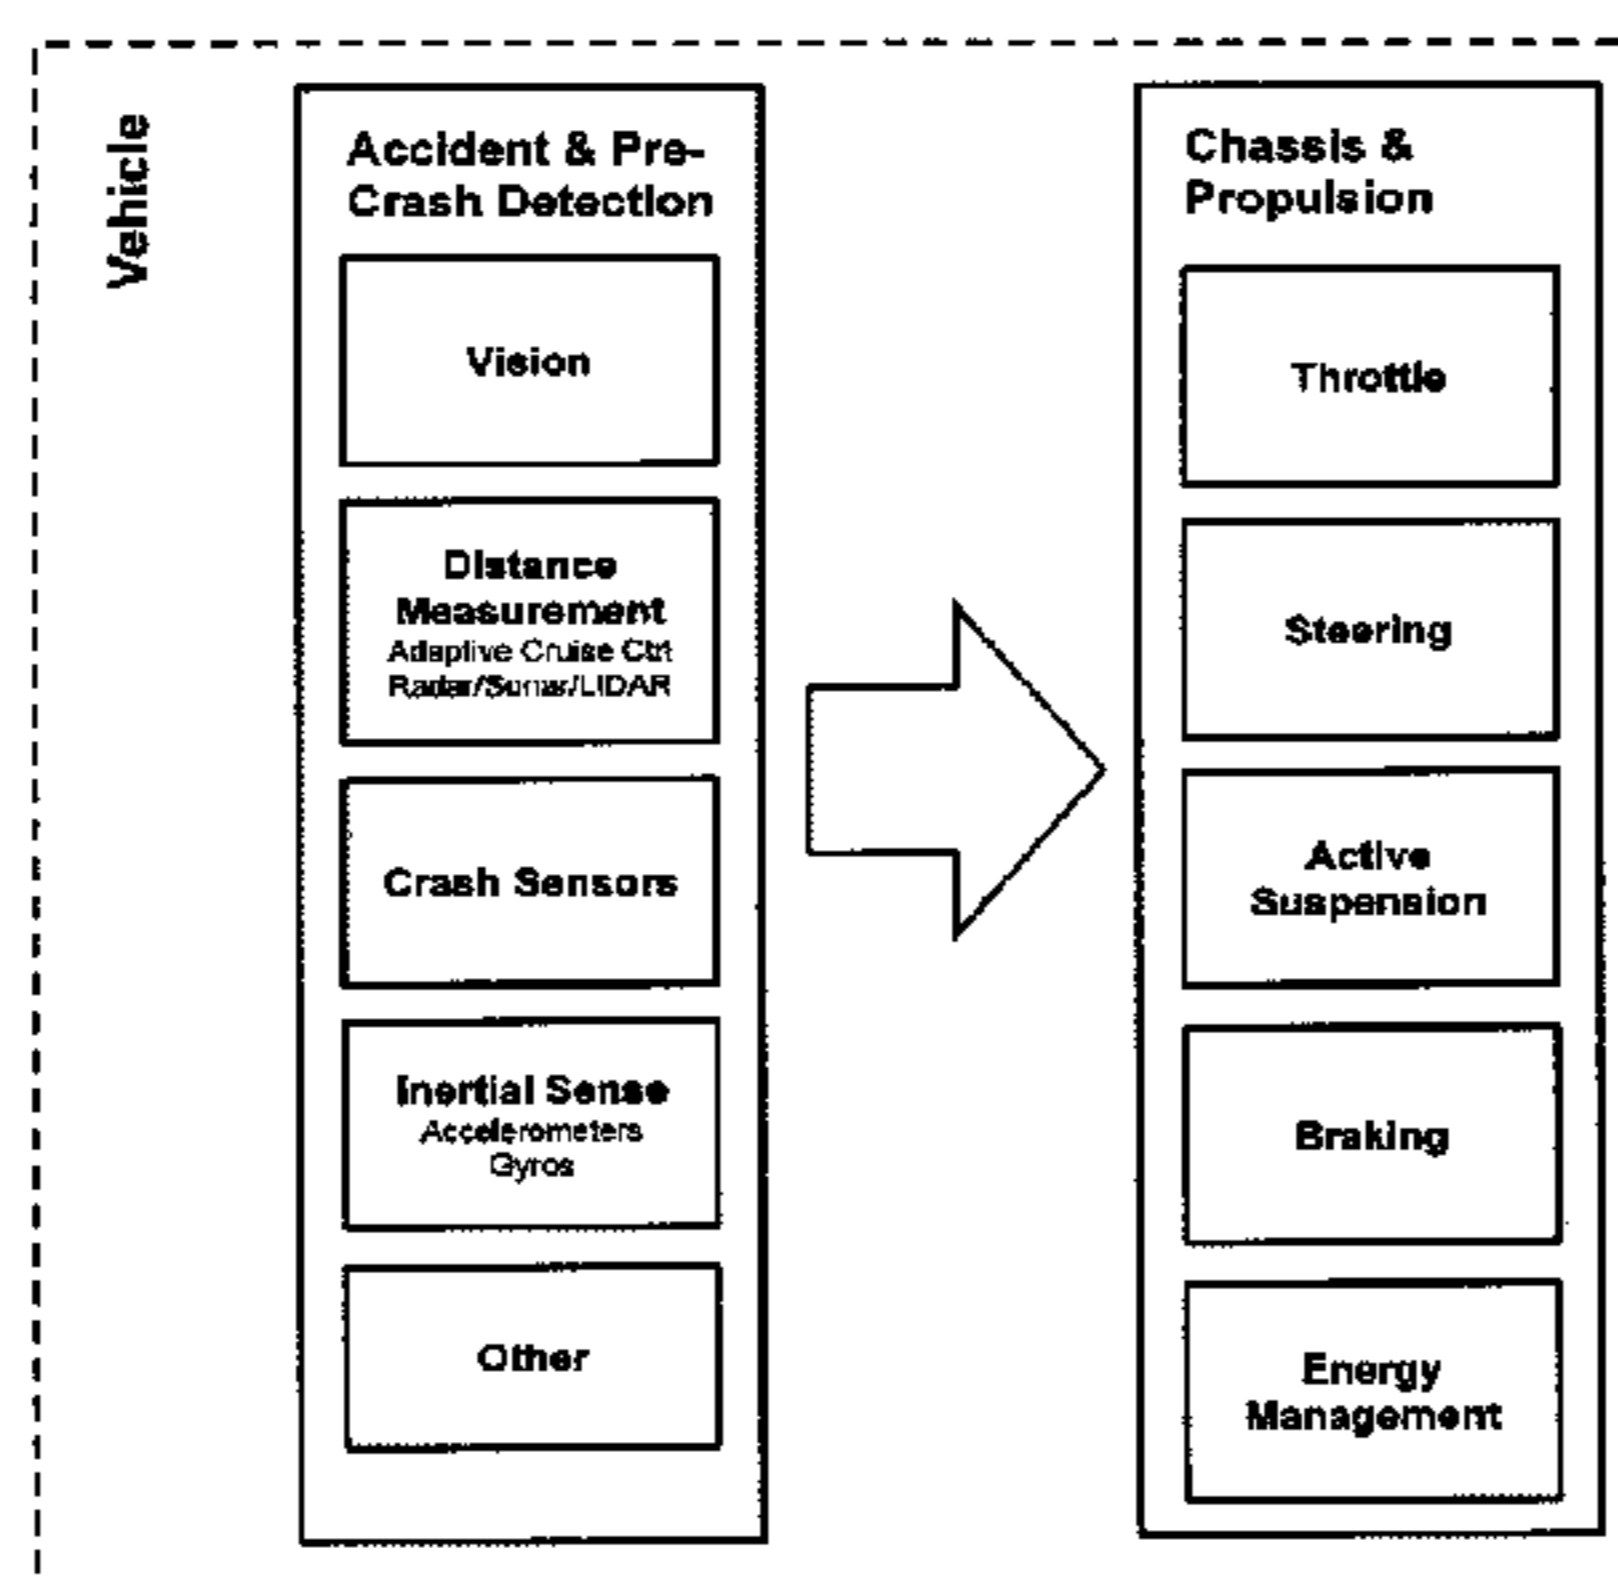 Vehicle
Accident & Pre-
Crash Detection
Vision
Distance
Measurement
Adaptive Cruise Ctrl
Radar/Sonar/LIDAR
Crash Sensors
Inertial Sense
Accelerometers
Gyros
Other
Chassis &
Propulsion
Throttle
Steering
Active
Suspension
Braking
Energy
Management